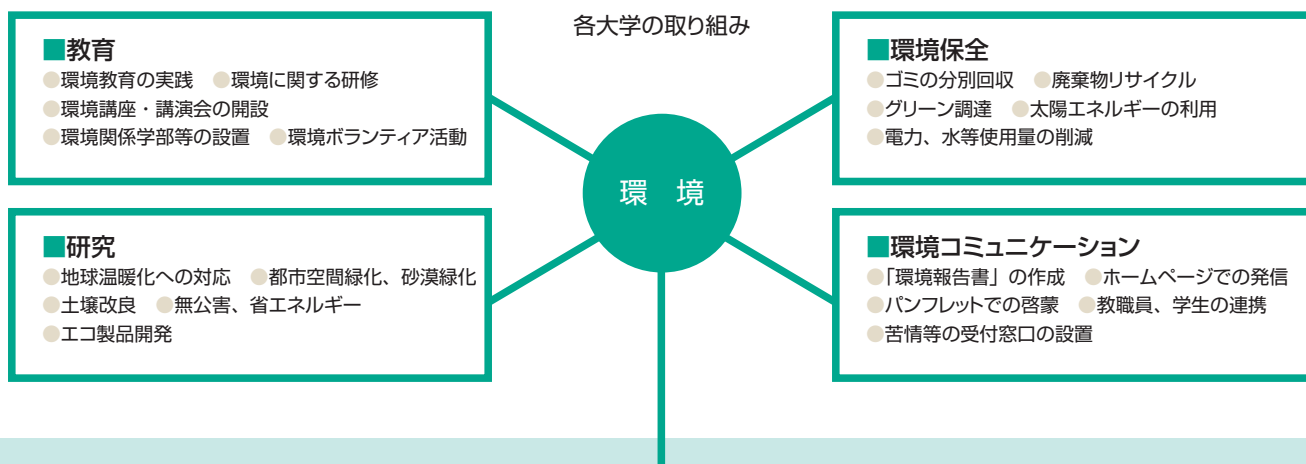 各大学の取り組み
■教育
●環境教育の実践 ●環境に関する研修
●環境講座・講演会の開設
●環境関係学部等の設置 ●環境ボランティア活動
■環境保全
●ゴミの分別回収 ●廃棄物リサイクル
●グリーン調達 ●太陽エネルギーの利用
●電力、水等使用量の削減
環 境
■研究
●地球温暖化への対応 ●都市空間緑化、砂漠緑化
●土壌改良 ●無公害、省エネルギー
●エコ製品開発
■環境コミュニケーション
●「環境報告書」の作成 ●ホームページでの発信
●パンフレットでの啓蒙 ●教職員、学生の連携
●苦情等の受付窓口の設置